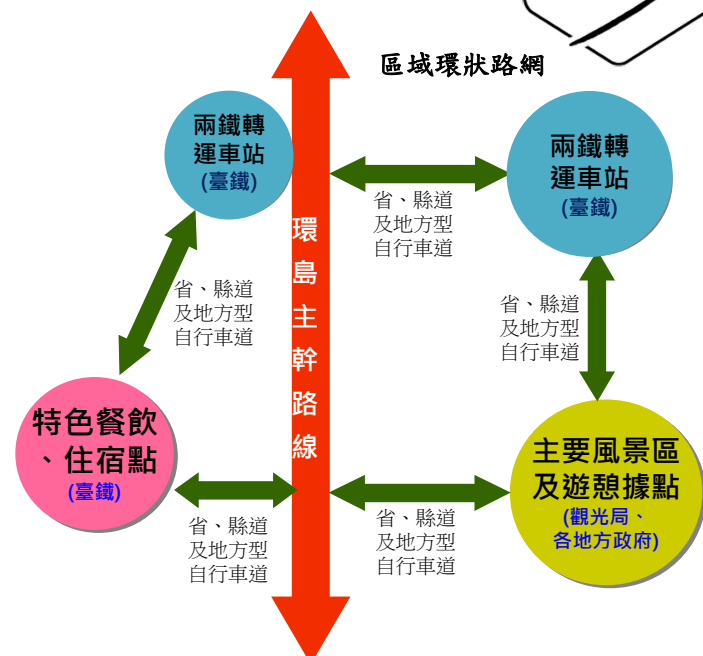 區域環狀路網
兩鐵轉
運車站
(臺鐵)
兩鐵轉
運車站
(臺鐵)
省、縣道
及地方型
自行車道
環島主幹路線
省、縣道
及地方型
自行車道
省、縣道
及地方型
自行車道
特色餐飲
、住宿點
(臺鐵)
主要風景區
及遊憩據點
(觀光局、
各地方政府)
省、縣道
及地方型
自行車道
省、縣道
及地方型
自行車道